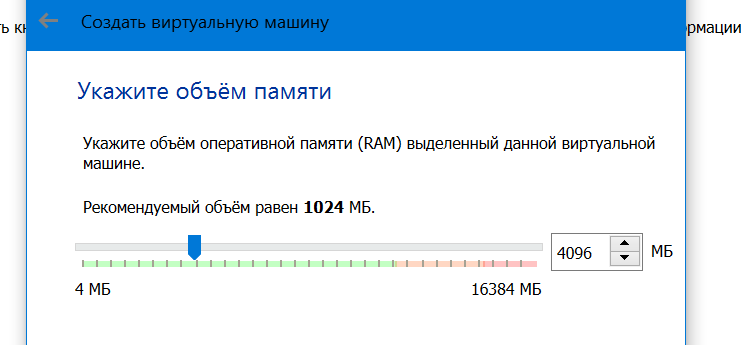 Создать виртуальную машину
ть кн
ормации
Укажите объём памяти
Укажите объём оперативной памяти (RAM) выделенный данной виртуальной
машине.
Рекомендуемый объём равен 1024 МБ.
4096 МБ
4 МБ 16384 МБ